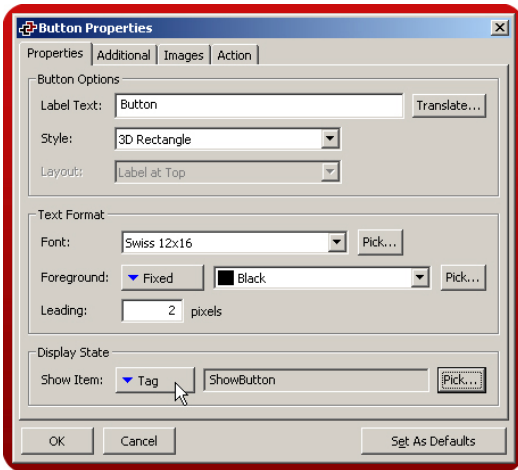 Button Properties
Properties Additional Images Action
Button Options
Label Text: Button Translate...
Style: 3D Rectangle
Layout: Label at Top
Text Format
Font: Swiss 12x16 Pick...
Foreground: Fixed Black Pick...
Leading: 2 pixels
Display State
Show Item: Tag ShowButton Pick...
OK Cancel Set As Defaults